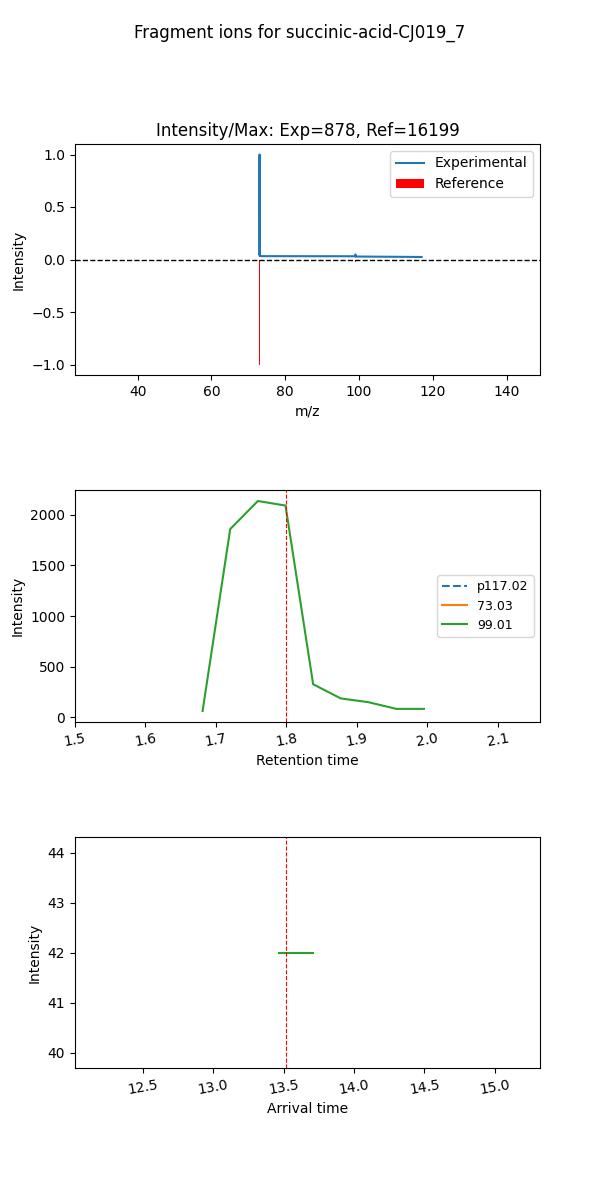 Fragment ions for succinic-acid-CJ019_7
Intensity/Max: Exp=878, Ref=16199
1.0
0.5
0.0
−0.5
−1.0
Intensity
Experimental
Reference
40 60 80 100 120 140
m/z
2000
1500
1000
500
0
Intensity
p117.02
73.03
99.01
1.5 1.6 1.7 1.8 1.9 2.0 2.1
Retention time
44
43
42
41
40
Intensity
12.5 13.0 13.5 14.0 14.5 15.0
Arrival time